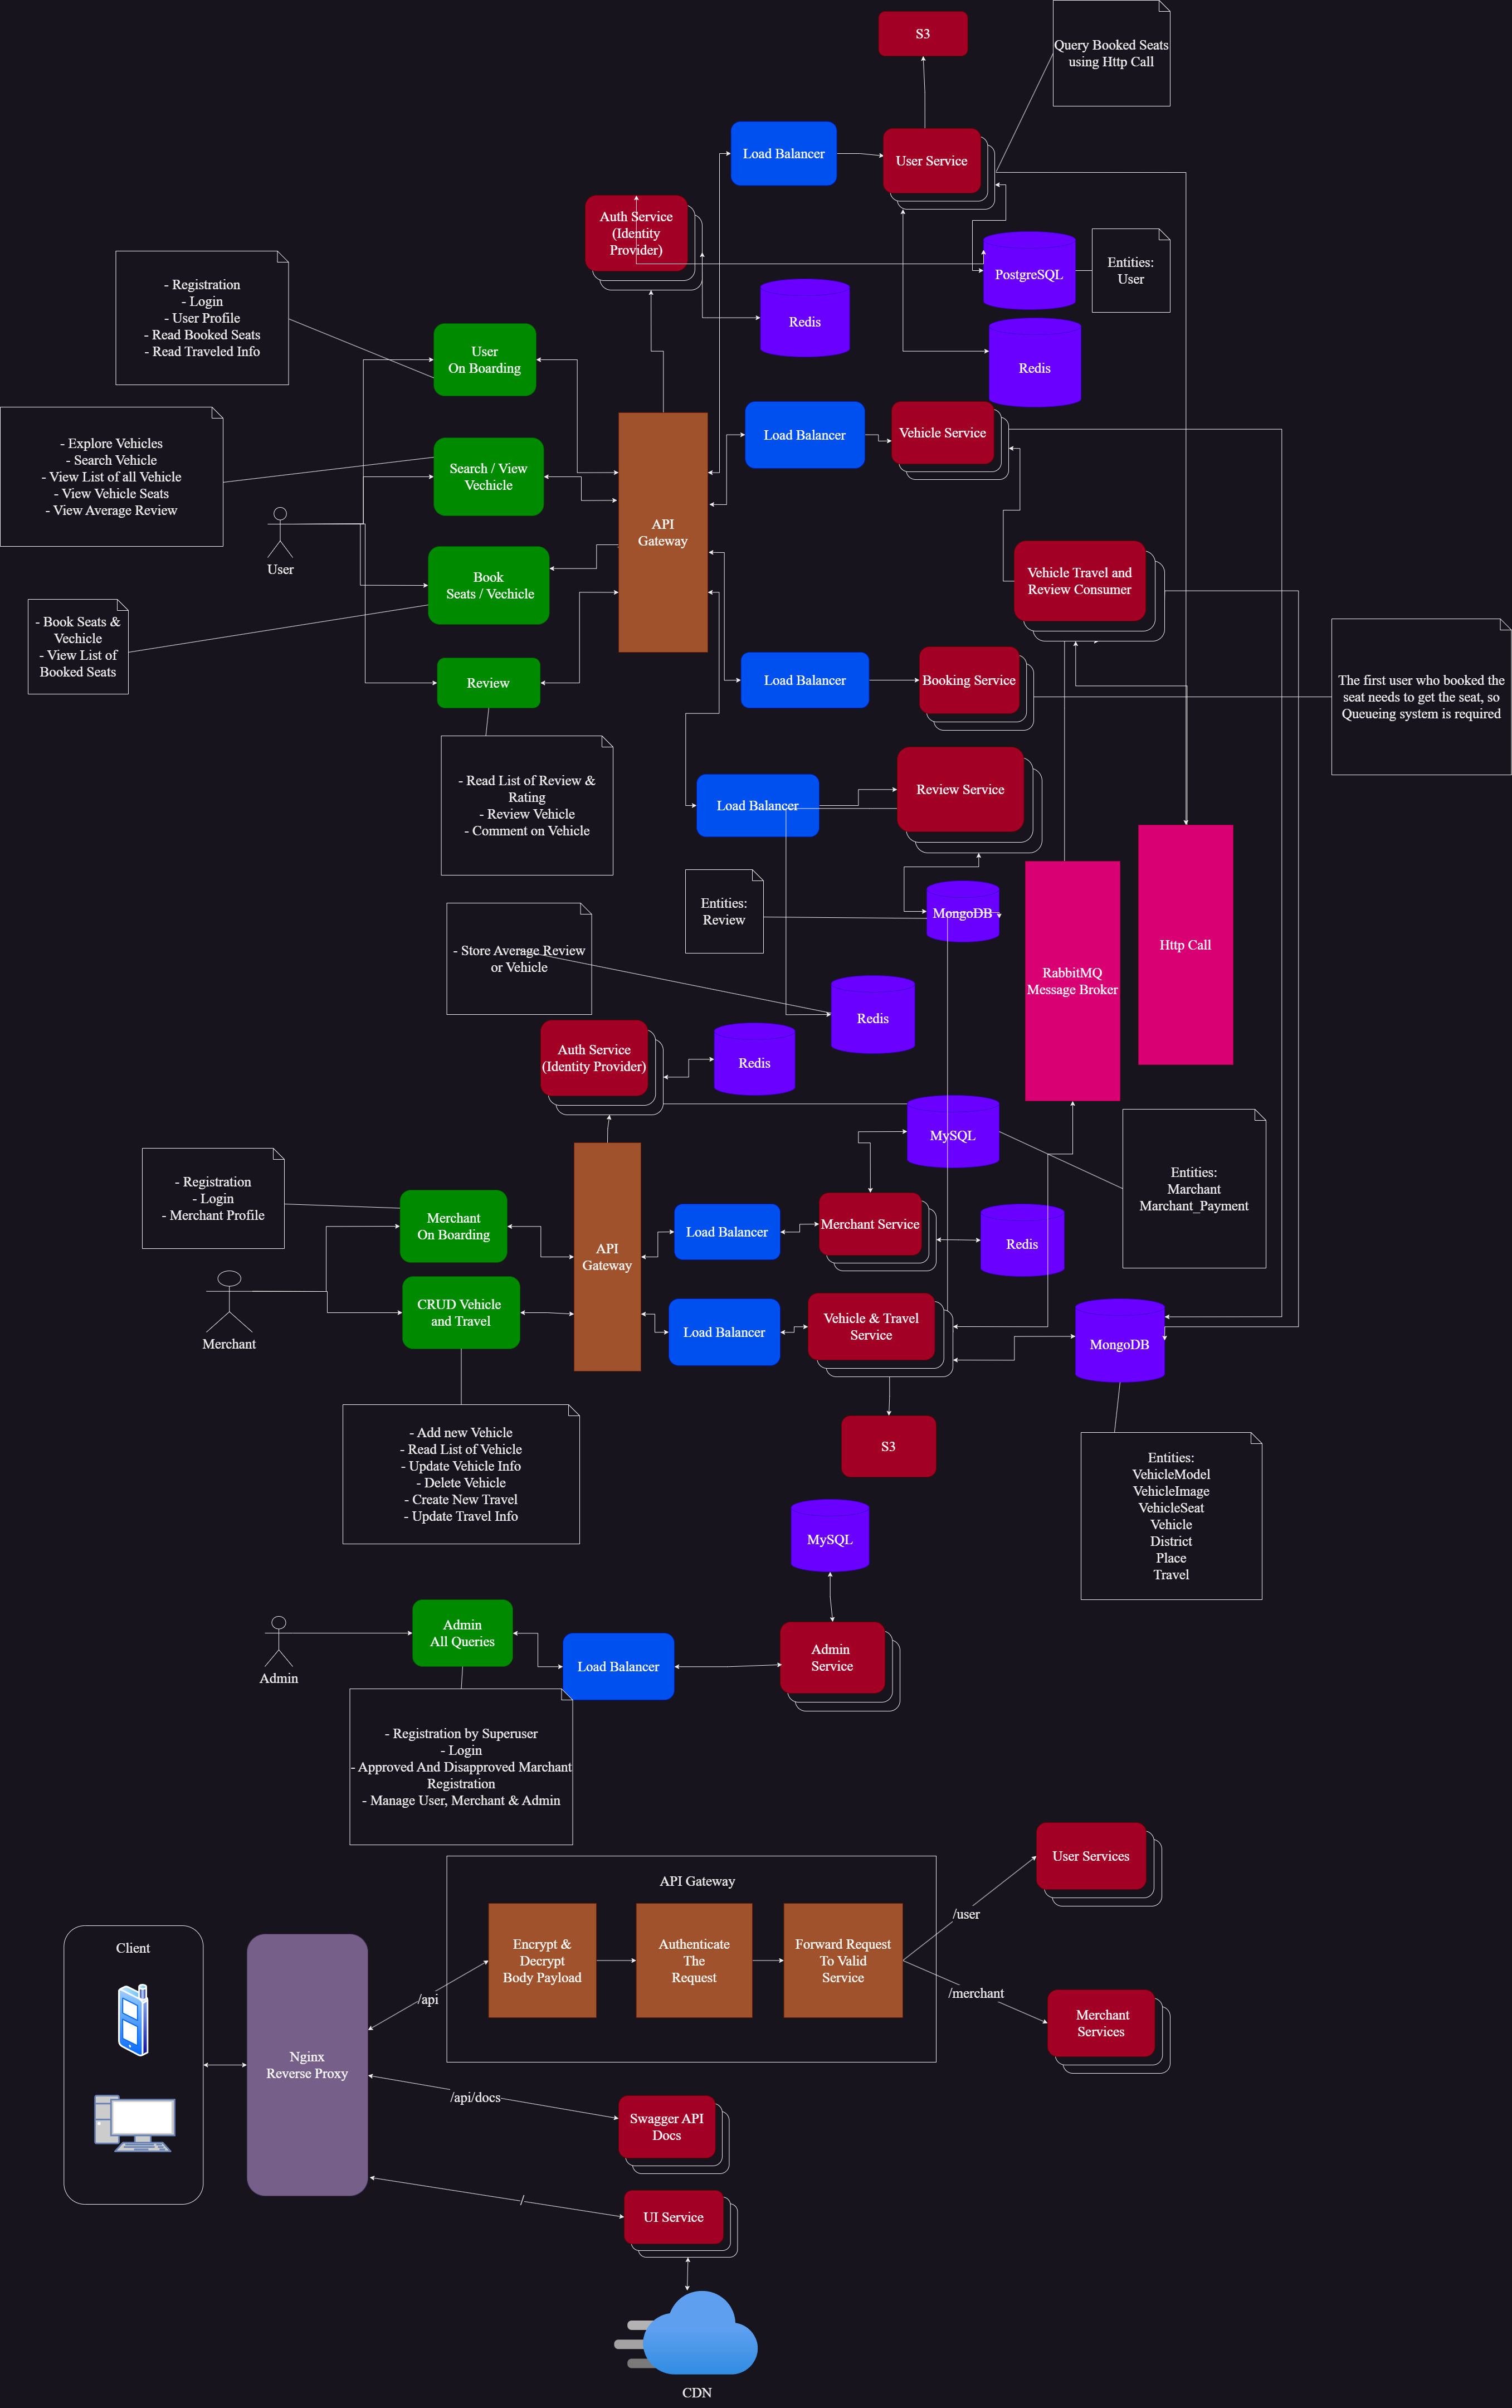 S3
Query Booked Seats
using Http Call
Load Balancer
User Service
Auth Service
(Identity
Provider)
PostgreSQL
Entities:
User
Redis
Redis
- Registration
- Login
- User Profile
- Read Booked Seats
- Read Traveled Info
User
On Boarding
- Explore Vehicles
- Search Vehicle
- View List of all Vehicle
- View Vehicle Seats
- View Average Review
Search / View
Vechicle
Load Balancer
Vehicle Service
API
Gateway
User
Book
Seats / Vechicle
Vehicle Travel and
Review Consumer
- Book Seats &
Vechicle
- View List of
Booked Seats
Review
Load Balancer
Booking Service
The first user who booked the
seat needs to get the seat, so
Queueing system is required
- Read List of Review &
Rating
- Review Vehicle
- Comment on Vehicle
Load Balancer
Review Service
Entities:
Review
MongoDB
Http Call
- Store Average Review
or Vehicle
RabbitMQ
Message Broker
Redis
Auth Service
(Identity Provider)
Redis
MySQL
Entities:
Marchant
Marchant_Payment
- Registration
- Login
- Merchant Profile
Merchant
On Boarding
API
Gateway
Load Balancer
Merchant Service
Redis
Merchant
CRUD Vehicle
and Travel
Load Balancer
Vehicle & Travel
Service
MongoDB
- Add new Vehicle
- Read List of Vehicle
- Update Vehicle Info
- Delete Vehicle
- Create New Travel
- Update Travel Info
S3
Entities:
VehicleModel
VehicleImage
VehicleSeat
Vehicle
District
Place
Travel
MySQL
Admin
Admin
All Queries
Load Balancer
Admin
Service
- Registration by Superuser
- Login
- Approved And Disapproved Marchant
Registration
- Manage User, Merchant & Admin
API Gateway
User Services
/user
Client
Encrypt &
Decrypt
Body Payload
Authenticate
The
Request
Forward Request
To Valid
Service
/api
/merchant
Merchant
Services
Nginx
Reverse Proxy
/api/docs
Swagger API
Docs
/
UI Service
CDN